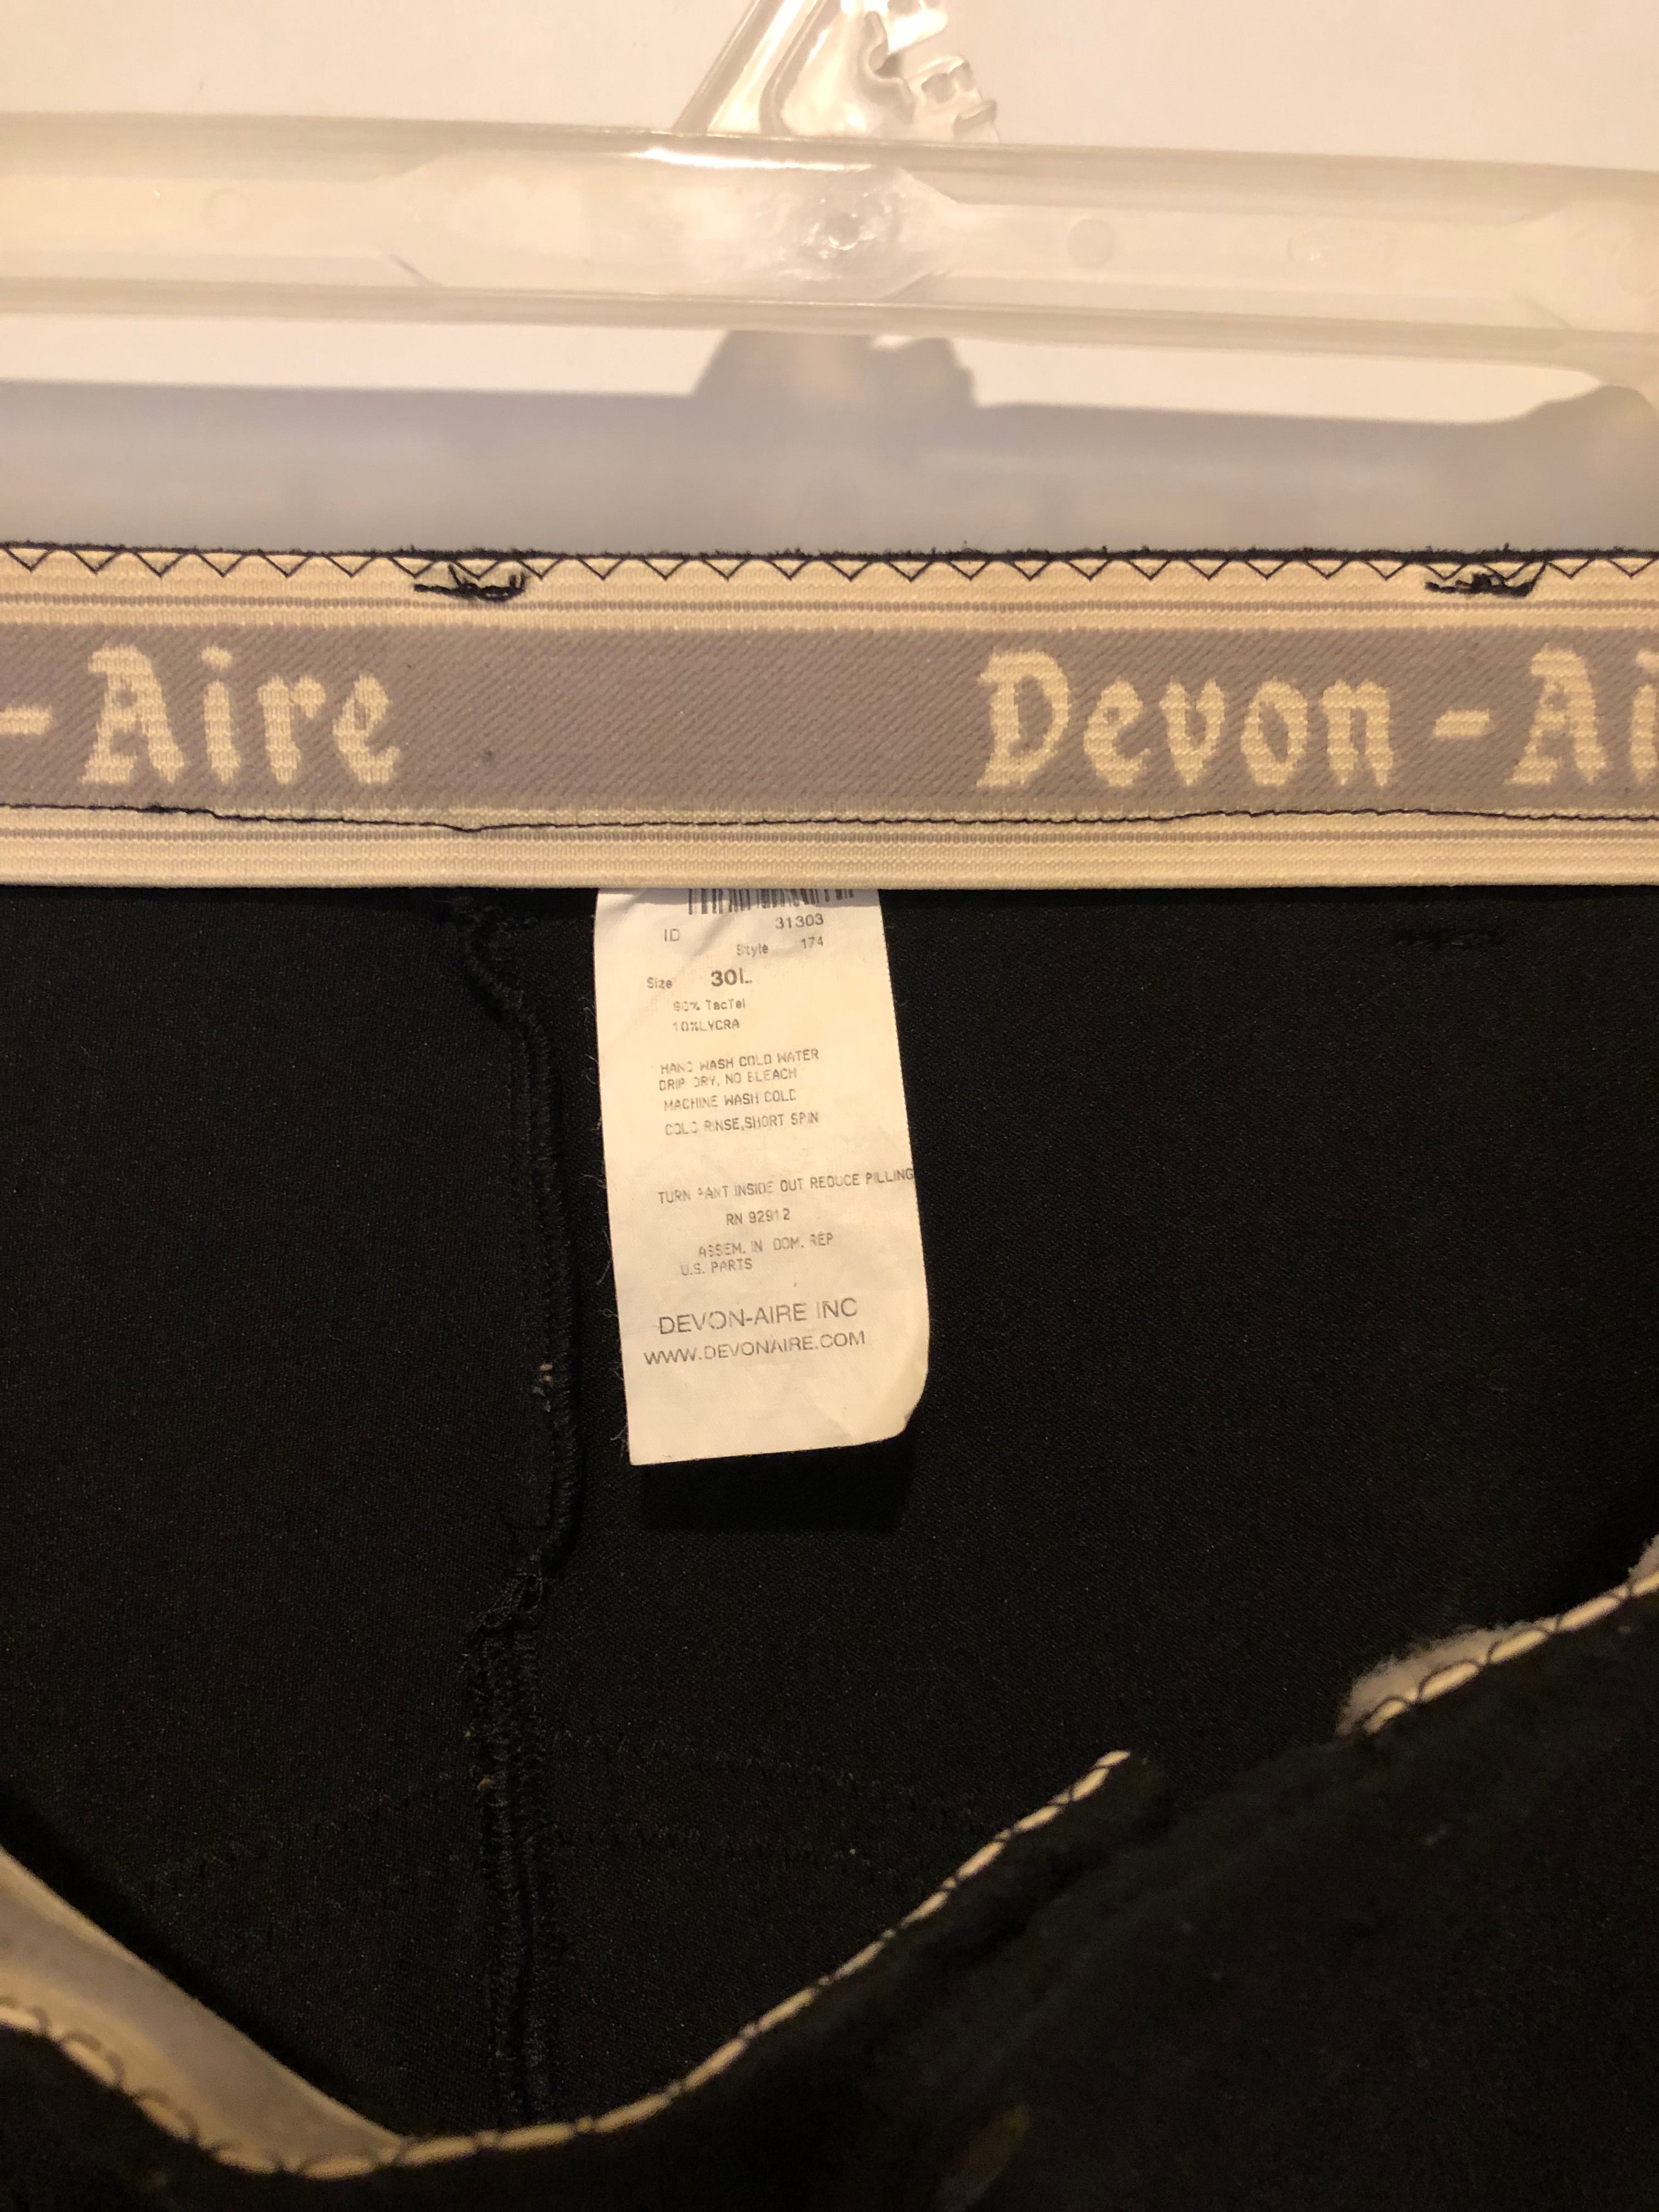 -Aire Devon-Ai
31303
ID
Style 174
Size 30L
90% TacTel
10%LYCRA
HAND WASH COLD WATER
DRIP DRY, NO BLEACH
MACHINE WASH COLD
COLD RINSE,SHORT SPIN
TURN PANT INSIDE OUT REDUCE PILLING
RN 92912
ASSEM. IN DOM. REP
U.S. PARTS
DEVON-AIRE INC
WWW.DEVONAIRE.COM